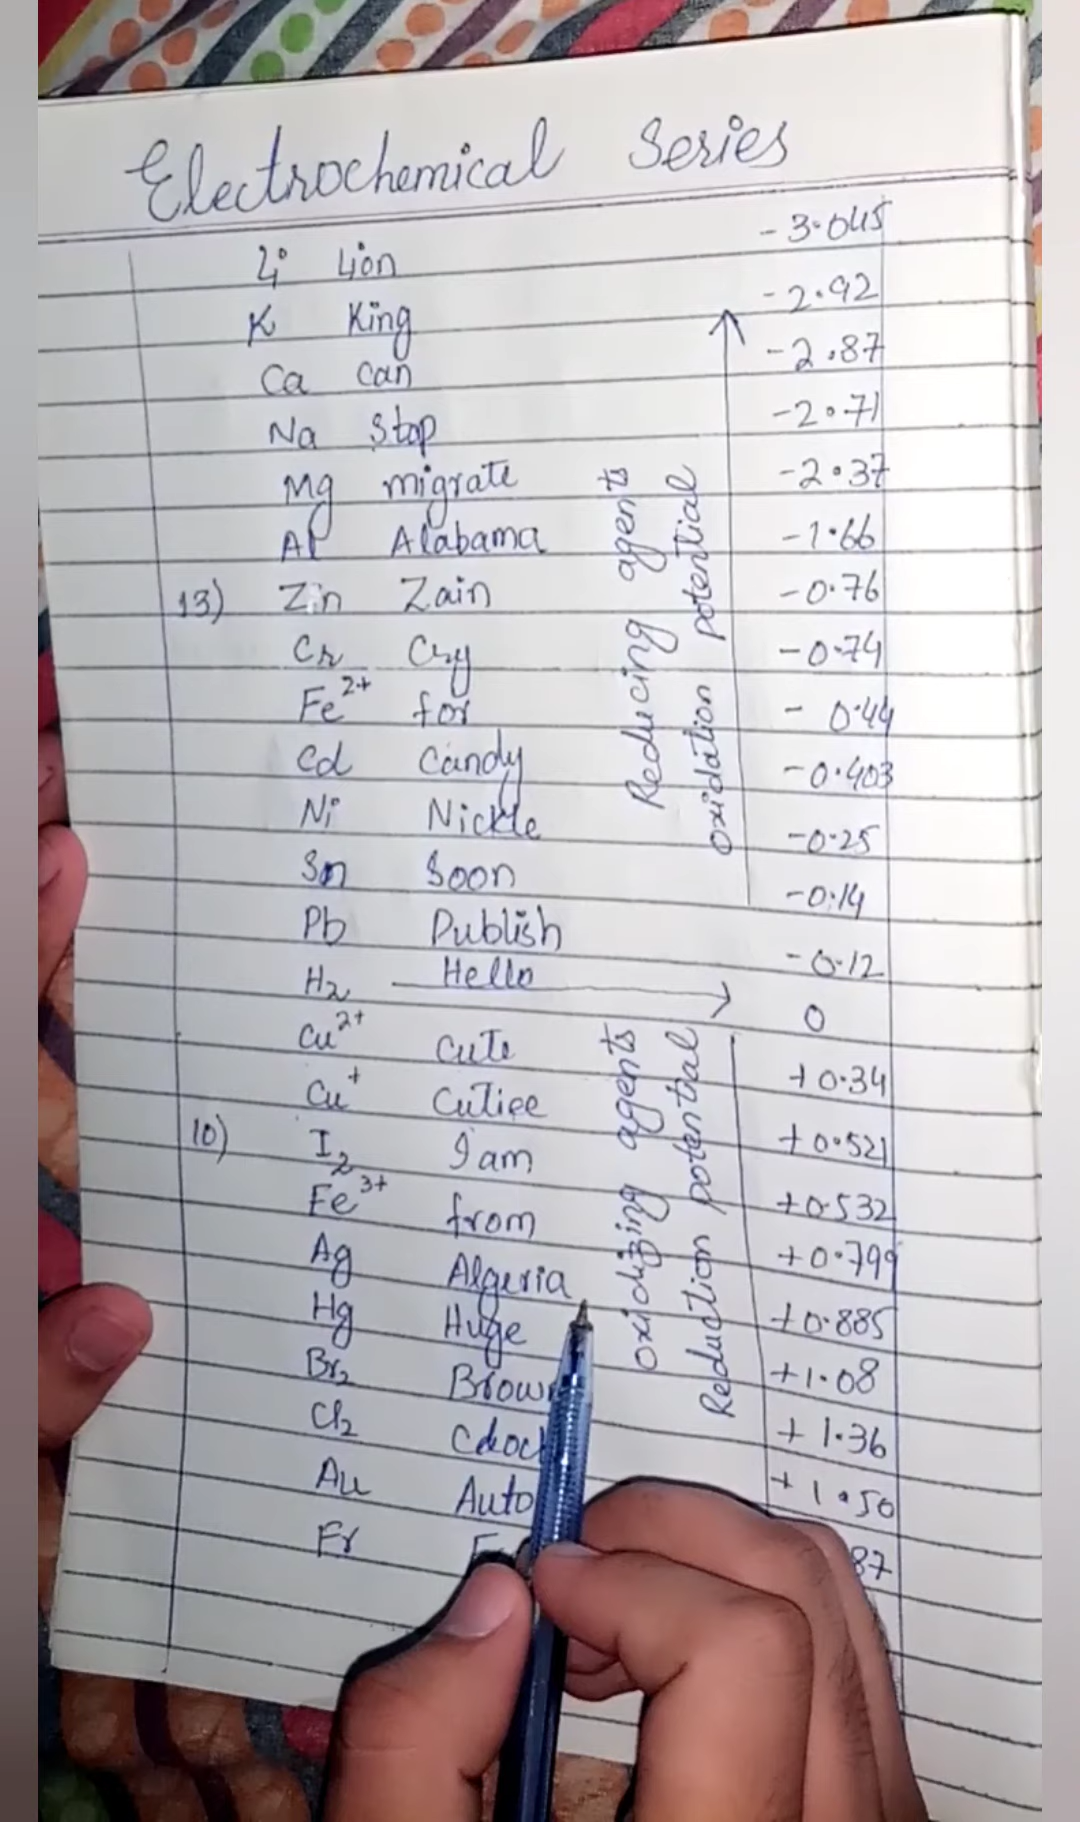 Electrochemical Series
Li Lion -3.045
K King -2.92
Ca Can -2.87
Na Stop -2.71
Mg migrate -2.37
Al Alabama -1.66
13) Zn Zain -0.76
Cr Cry -0.74
Fe2+ for -0.44
Cd Candy -0.403
Ni Nickle -0.25
Sn Soon -0.14
Pb Publish -0.12
H2 Hello → 0
Cu2+ Cute +0.34
Cu+ Cutiee +0.521
10) I2 I am +0.532
Fe3+ from
Ag Algeria +0.799
Hg Huge +0.885
Br2 Brown +1.08
Cl2 +1.36
Au Auto +1.50
Fr 87
Reducing agents
oxidation potential
oxidizing agents
Reduction potential